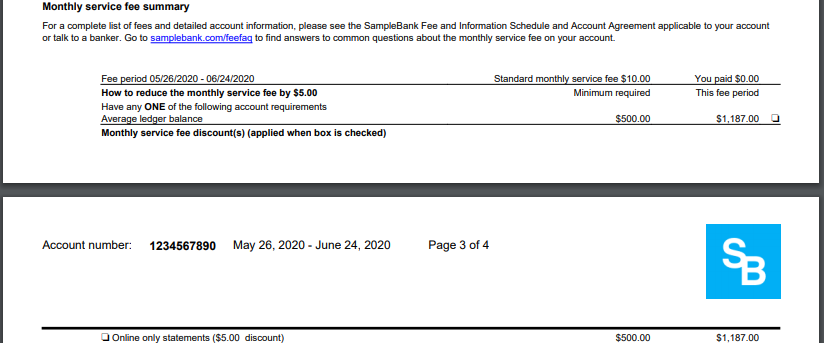 Monthly service fee summary
For a complete list of fees and detailed account information, please see the SampleBank Fee and Information Schedule and Account Agreement applicable to your account
or talk to a banker. Go to samplebank.com/feefaq to find answers to common questions about the monthly service fee on your account.
Fee period 05/26/2020 - 06/24/2020 Standard monthly service fee $10.00 You paid $0.00
How to reduce the monthly service fee by $5.00 Minimum required This fee period
Have any ONE of the following account requirements
Average ledger balance $500.00 $1,187.00 ❏
Monthly service fee discount(s) (applied when box is checked)
Account number: 1234567890 May 26, 2020 - June 24, 2020 Page 3 of 4
SB
❏ Online only statements ($5.00 discount) $500.00 $1,187.00